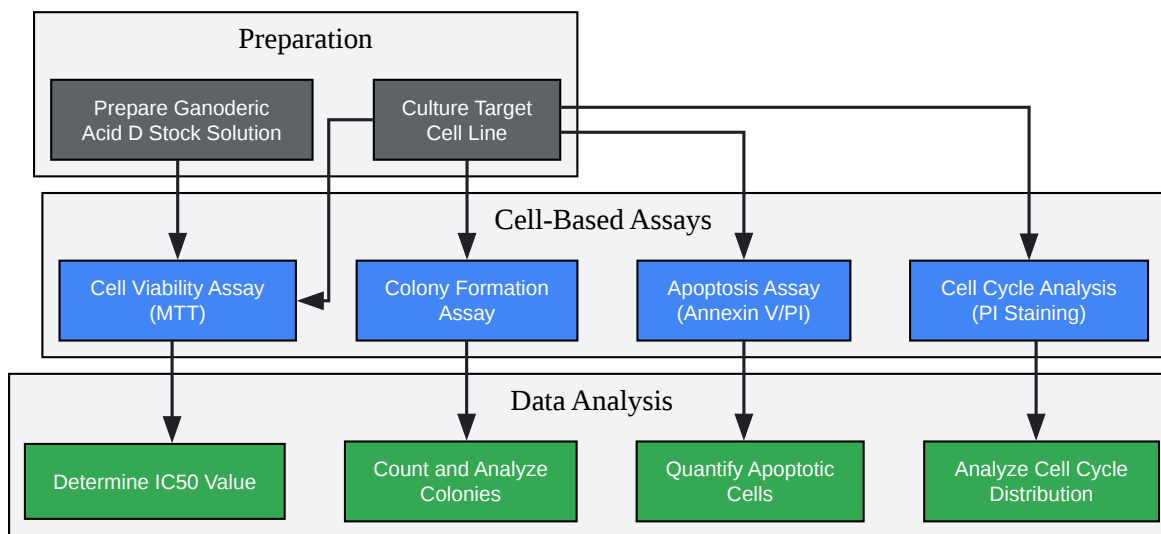 Preparation
Prepare Ganoderic
Acid D Stock Solution
Culture Target
Cell Line
Cell-Based Assays
Cell Viability Assay
(MTT)
Colony Formation
Assay
Apoptosis Assay
(Annexin V/PI)
Cell Cycle Analysis
(PI Staining)
Data Analysis
Determine IC50 Value
Count and Analyze
Colonies
Quantify Apoptotic
Cells
Analyze Cell Cycle
Distribution